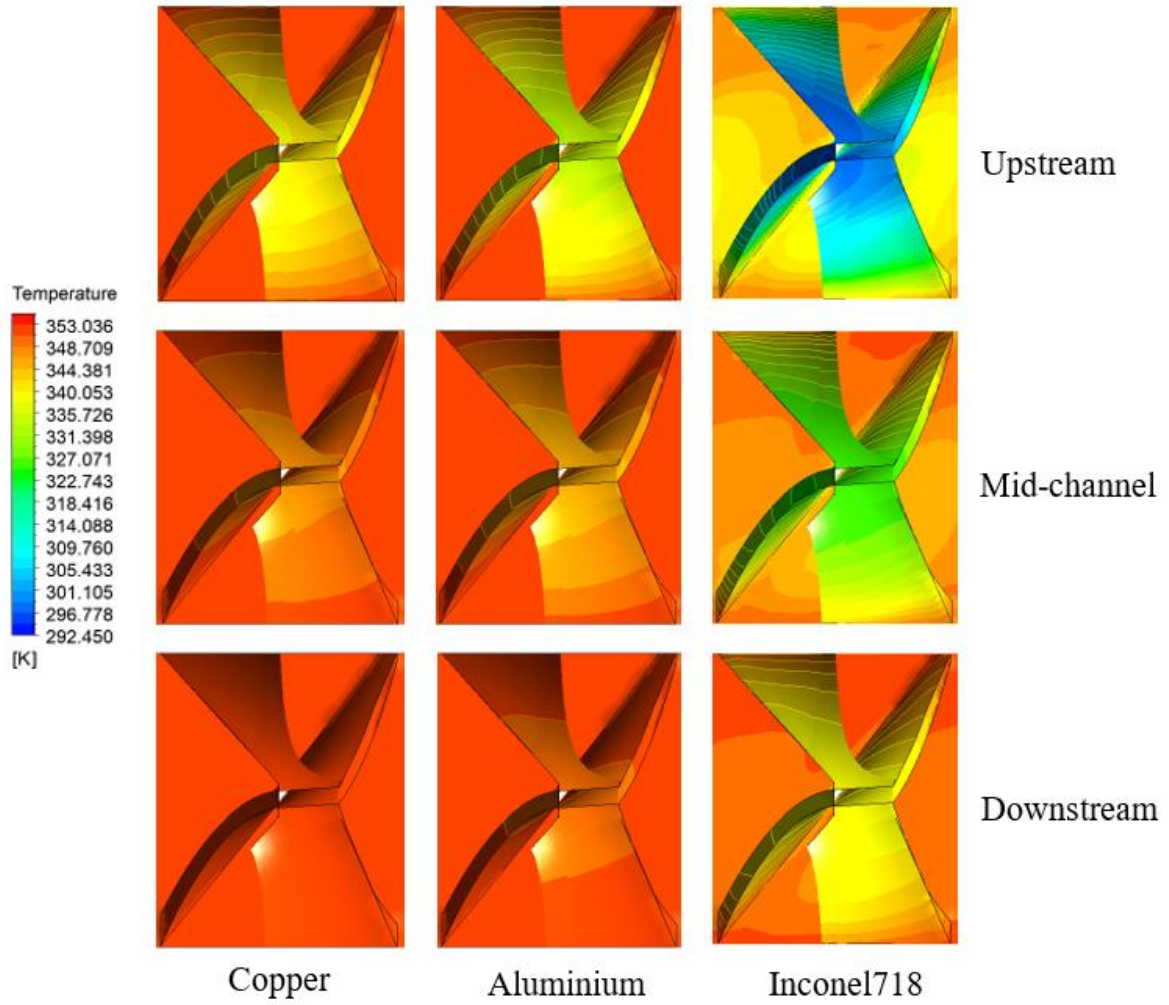 Upstream
Temperature
353.036
348.709
344.381
340.053
335.726
331.398
327.071
322.743
318.416
314.088
309.760
305.433
301.105
296.778
292.450
[K]
Mid-channel
Downstream
Copper
Aluminium
Inconel718